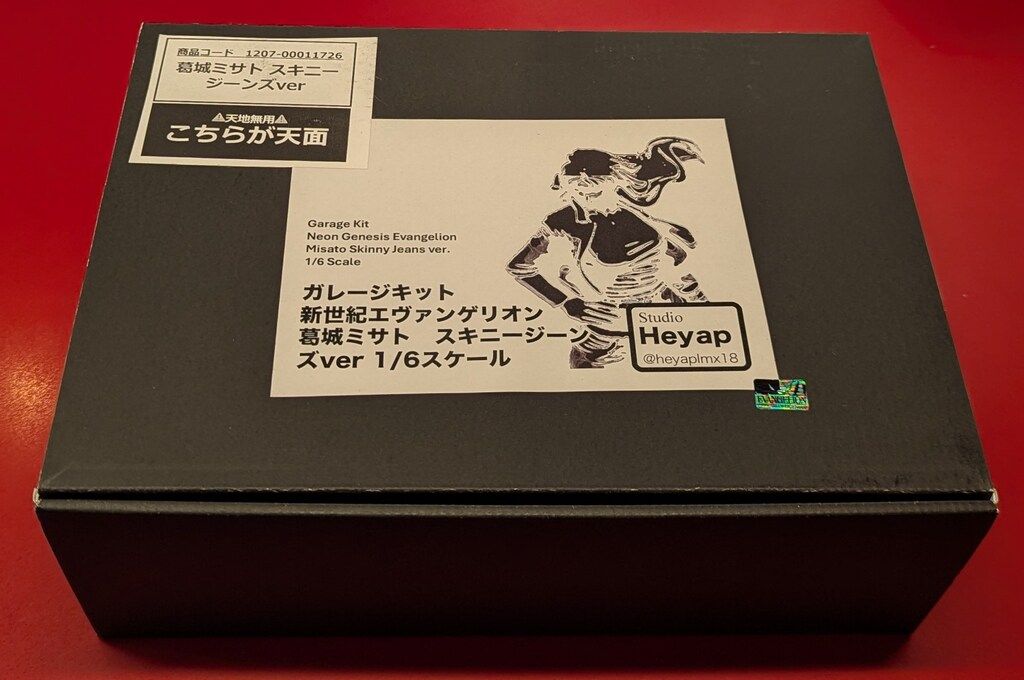 商品コード 1207-00011726
葛城ミサト スキニー
ジーンズver
⚠天地無用⚠
こちらが天面
Garage Kit
Neon Genesis Evangelion
Misato Skinny Jeans ver.
1/6 Scale
ガレージキット
新世紀エヴァンゲリオン
葛城ミサト スキニージーン
ズver 1/6スケール
Studio
Heyap
@heyaplmx18
EVANGELION